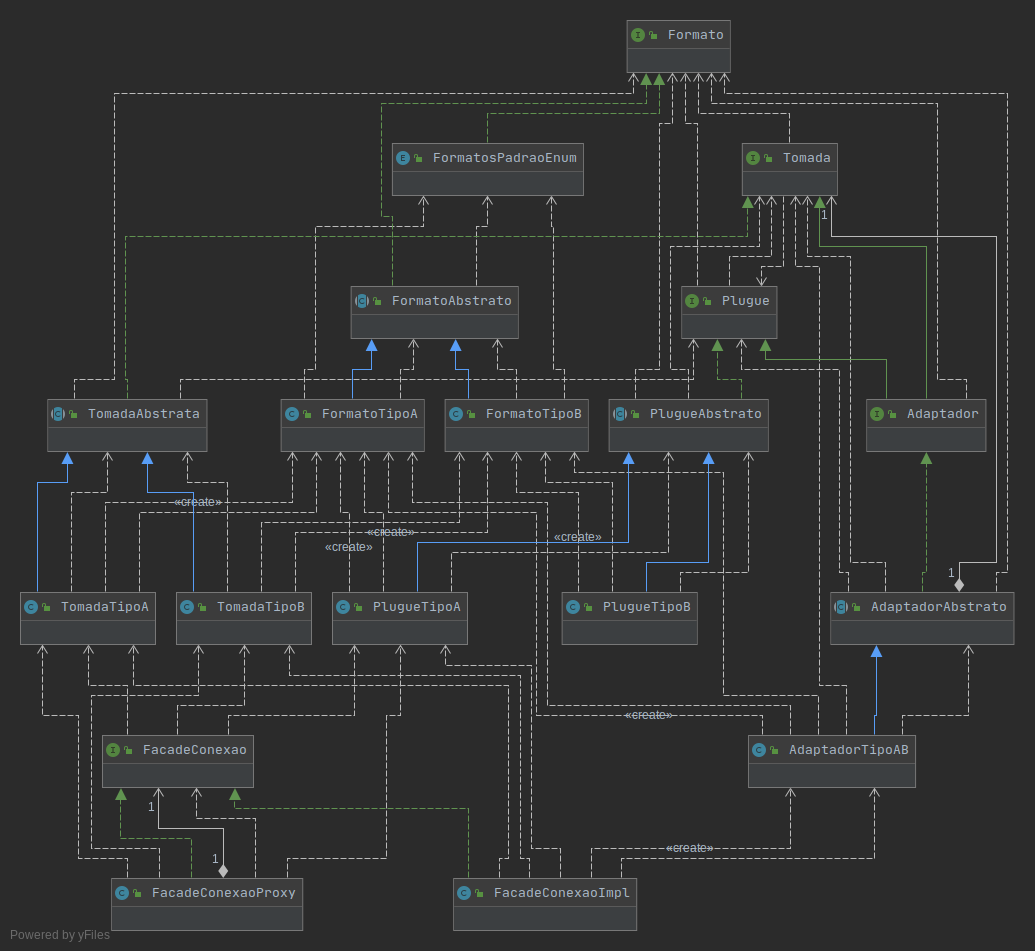 Formato
FormatosPadraoEnum
Tomada
1
FormatoAbstrato
Plugue
TomadaAbstrata
FormatoTipoA
FormatoTipoB
PlugueAbstrato
Adaptador
«create»
«create»
«create»
«create»
1
TomadaTipoA
TomadaTipoB
PlugueTipoA
PlugueTipoB
AdaptadorAbstrato
«create»
FacadeConexao
AdaptadorTipoAB
1
«create»
1
FacadeConexaoProxy
FacadeConexaoImpl
Powered by yFiles